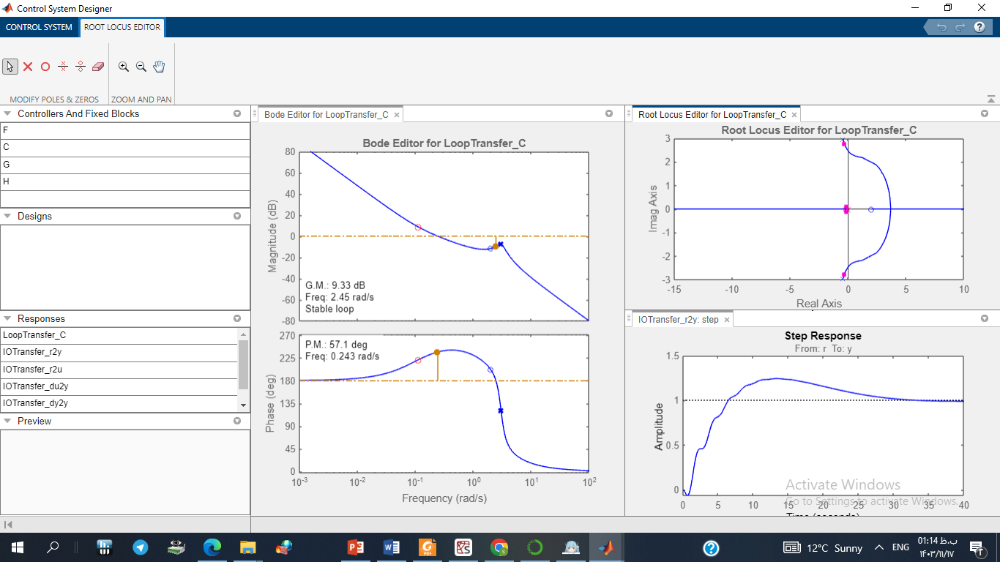 Control System Designer
CONTROL SYSTEM
ROOT LOCUS EDITOR
MODIFY POLES & ZEROS
ZOOM AND PAN
Controllers And Fixed Blocks
F
C
G
H
Designs
Responses
LoopTransfer_C
IOTransfer_r2y
IOTransfer_r2u
IOTransfer_du2y
IOTransfer_dy2y
Preview
Bode Editor for LoopTransfer_C
Bode Editor for LoopTransfer_C
Magnitude (dB)
80
60
40
20
0
-20
-40
-60
-80
G.M.: 9.33 dB
Freq: 2.45 rad/s
Stable loop
Phase (deg)
270
225
180
135
90
45
0
P.M.: 57.1 deg
Freq: 0.243 rad/s
10⁻³ 10⁻² 10⁻¹ 10⁰ 10¹ 10²
Frequency (rad/s)
Root Locus Editor for LoopTransfer_C
Root Locus Editor for LoopTransfer_C
Imag Axis
3
2
1
0
-1
-2
-3
-15 -10 -5 0 5 10
Real Axis
IOTransfer_r2y: step
Step Response
From: r To: y
Amplitude
1.5
1
0.5
0
0 5 10 15 20 25 30 35 40
Time (seconds)
Activate Windows
Go to Settings to activate Windows.
12°C Sunny
ENG
01:14 ب.ظ
۱۴۰۳/۱۱/۱۷